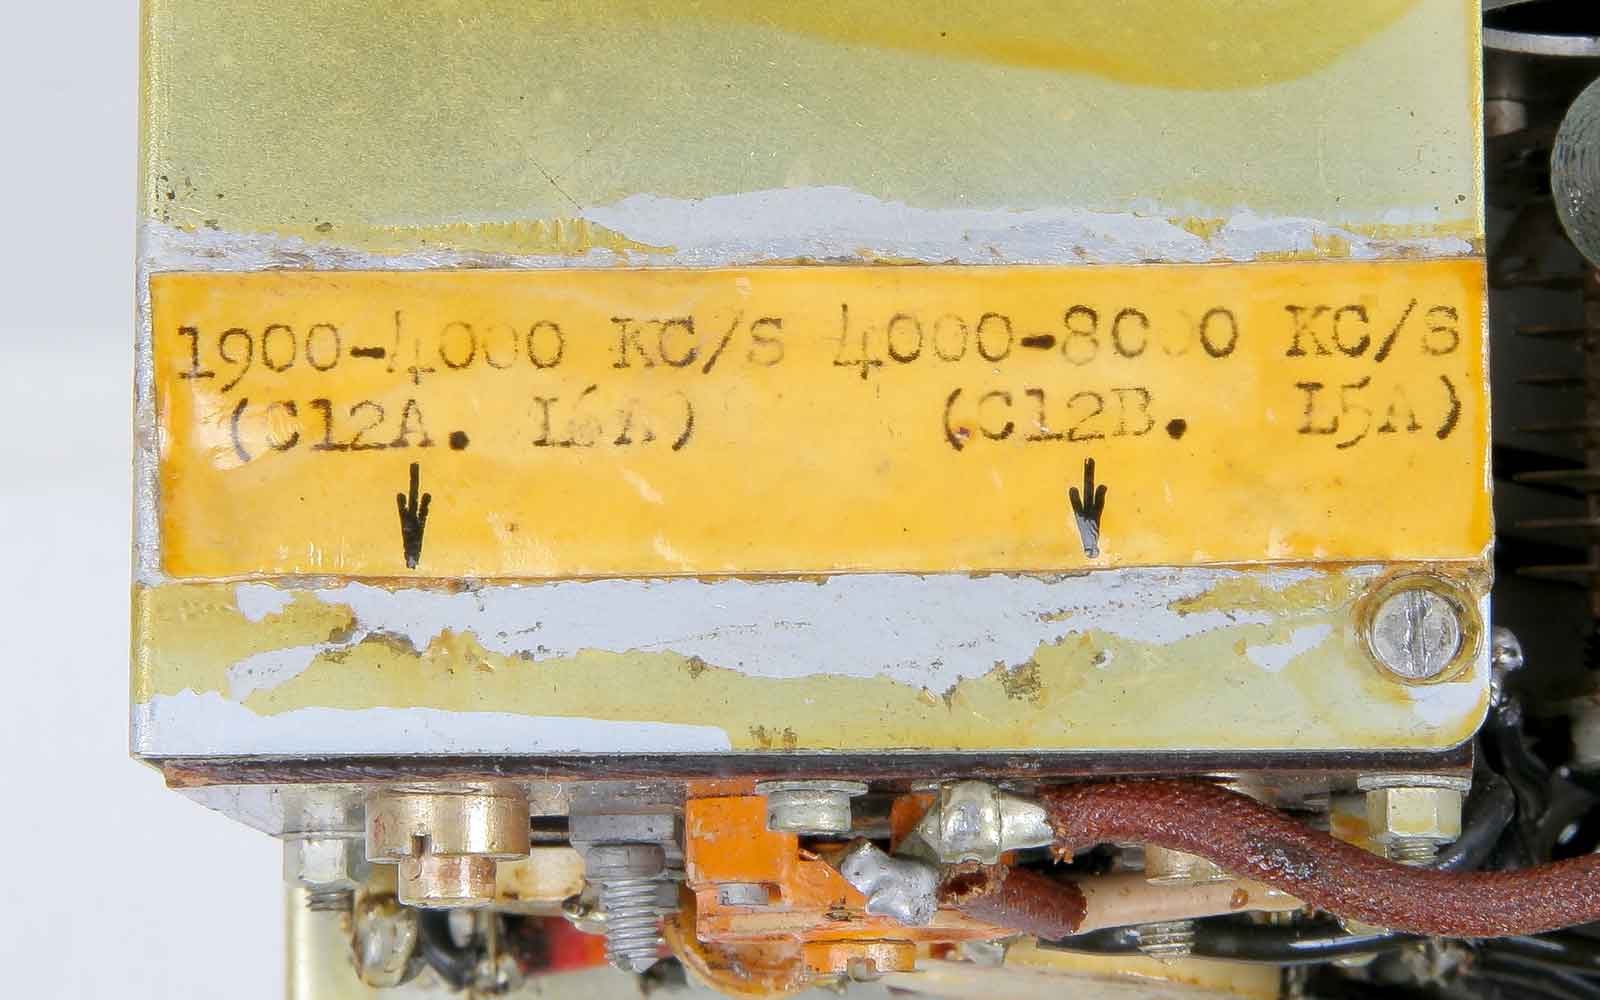 1900-4000 KC/S 4000-8000 KC/S
(C12A. L6A) (C12B. L5A)